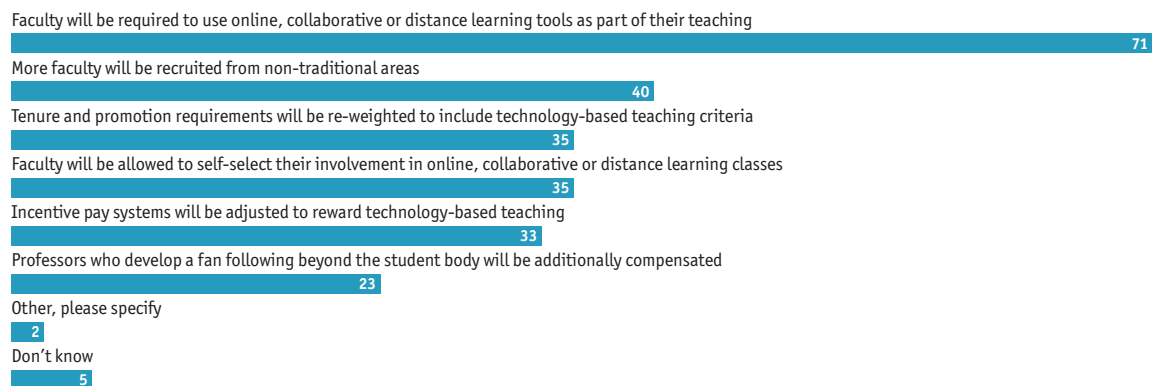 Faculty will be required to use online, collaborative or distance learning tools as part of their teaching
71
More faculty will be recruited from non-traditional areas
40
Tenure and promotion requirements will be re-weighted to include technology-based teaching criteria
35
Faculty will be allowed to self-select their involvement in online, collaborative or distance learning classes
35
Incentive pay systems will be adjusted to reward technology-based teaching
33
Professors who develop a fan following beyond the student body will be additionally compensated
23
Other, please specify
2
Don’t know
5